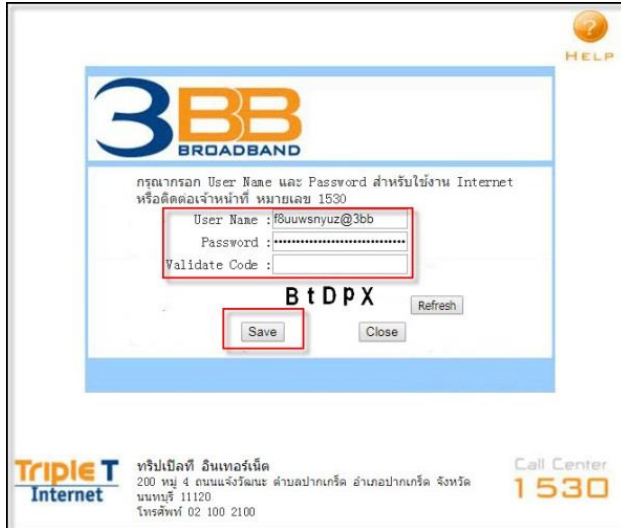 HELP
3BB
BROADBAND
กรุณากรอก User Name และ Password สำหรับใช้งาน Internet
หรือติดต่อเจ้าหน้าที่ หมายเลข 1530
User Name : f8uuwsnyuz@3bb
Password : ••••••••••••••••••••••••••••••
Validate Code :
BtDpX Refresh
Save Close
Triple T
Internet
ทริปเปิลที อินเทอร์เน็ต
200 หมู่ 4 ถนนแจ้งวัฒนะ ตำบลปากเกร็ด อำเภอปากเกร็ด จังหวัด
นนทบุรี 11120
โทรศัพท์ 02 100 2100
Call Center
1530